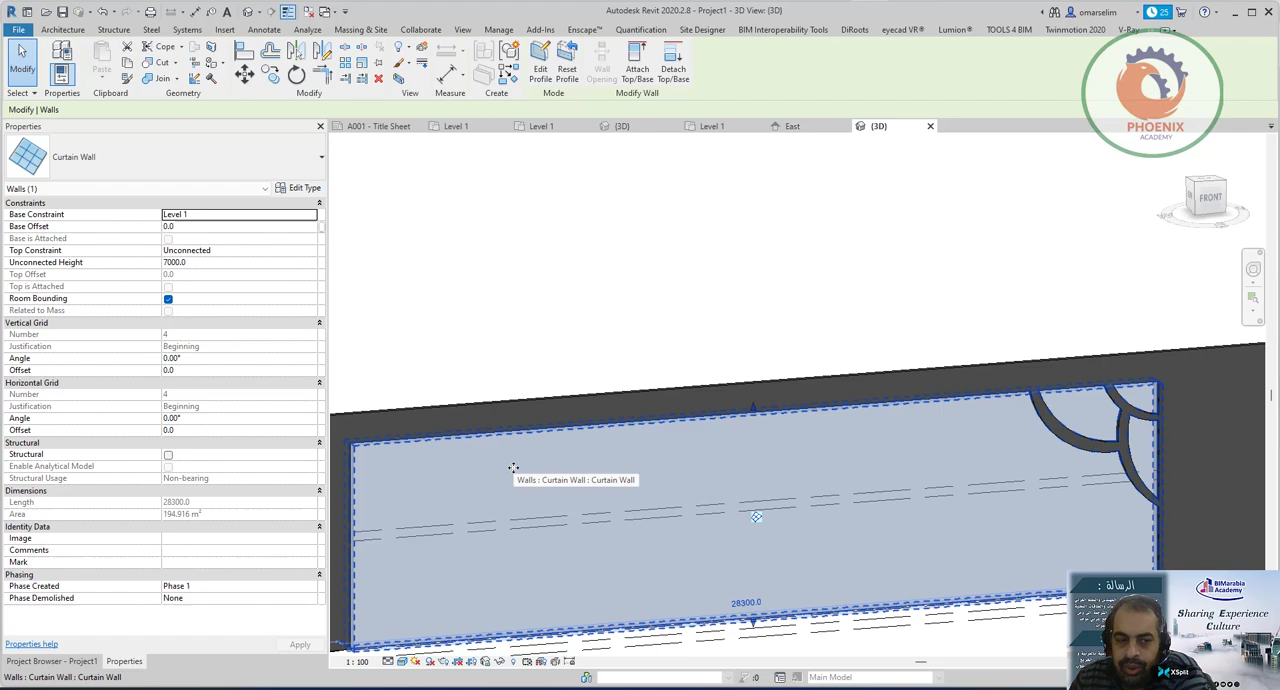 Autodesk Revit 2020.2.8 - Project1 - 3D View: {3D}
omarselim
25
File Architecture Structure Steel Systems Insert Annotate Analyze Massing & Site Collaborate View Manage Add-Ins Enscape™ Quantification Site Designer BIM Interoperability Tools DiRoots eyecad VR® Lumion® TOOLS 4 BIM Twinmotion 2020 V-Ray
Modify
Properties
Paste
Cope
Cut
Join
Edit Profile
Reset Profile
Wall Opening
Attach Top/Base
Detach Top/Base
Select Properties Clipboard Geometry Modify View Measure Create Mode Modify Wall
Modify | Walls
PHOENIX
ACADEMY
Properties
A001 - Title Sheet
Level 1
Level 1
{3D}
Level 1
East
{3D}
Curtain Wall
Walls (1)
Edit Type
Constraints
Base Constraint Level 1
Base Offset 0.0
Base is Attached
Top Constraint Unconnected
Unconnected Height 7000.0
Top Offset 0.0
Top is Attached
Room Bounding
Related to Mass
Vertical Grid
Number 4
Justification Beginning
Angle 0.00°
Offset 0.0
Horizontal Grid
Number 4
Justification Beginning
Angle 0.00°
Offset 0.0
Structural
Structural
Enable Analytical Model
Structural Usage Non-bearing
Dimensions
Length 28300.0
Area 194.916 m²
Identity Data
Image
Comments
Mark
Phasing
Phase Created Phase 1
Phase Demolished None
Properties help
Apply
Project Browser - Project1
Properties
Walls : Curtain Wall : Curtain Wall
FRONT
Walls : Curtain Wall : Curtain Wall
28300.0
1 : 100
:0
Main Model
الرسالة :
BIMarabia
Academy
Sharing Experience
Culture
XSplit